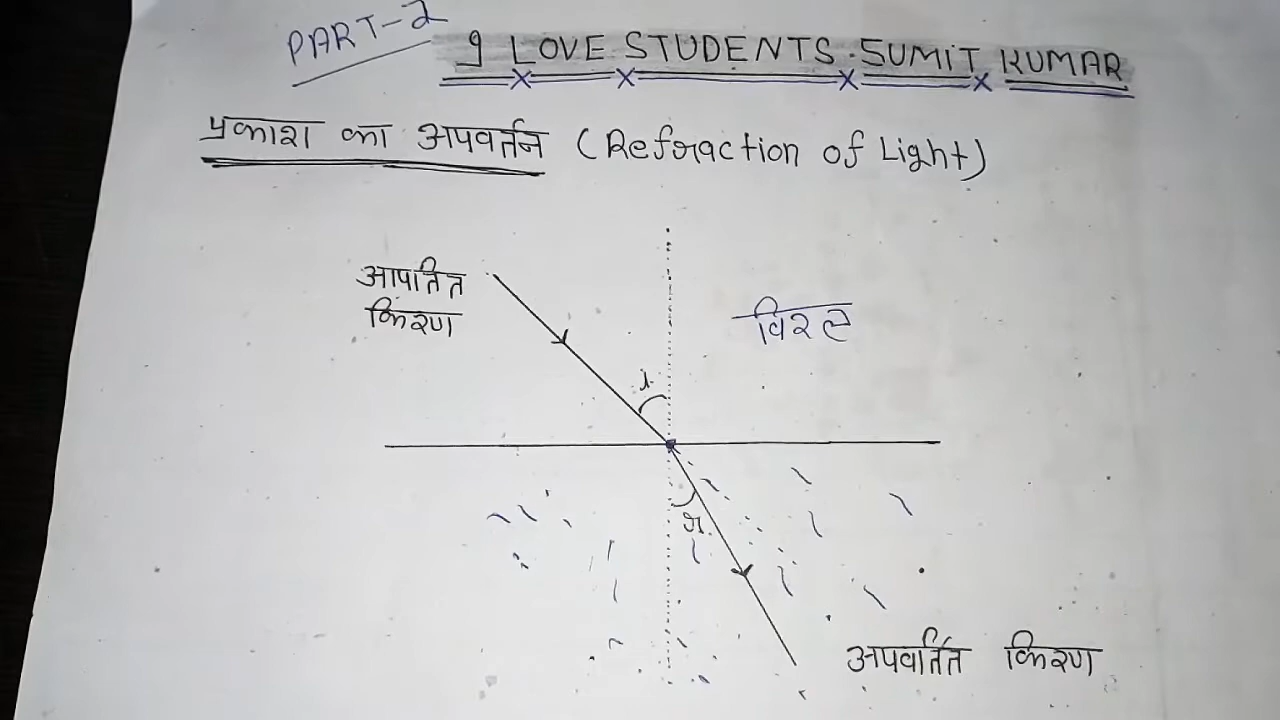 PART-2
I LOVE STUDENTS. SUMIT KUMAR
प्रकाश का अपवर्तन (Refraction of Light)
आपतित
किरण
विरल
i
r
अपवर्तित किरण